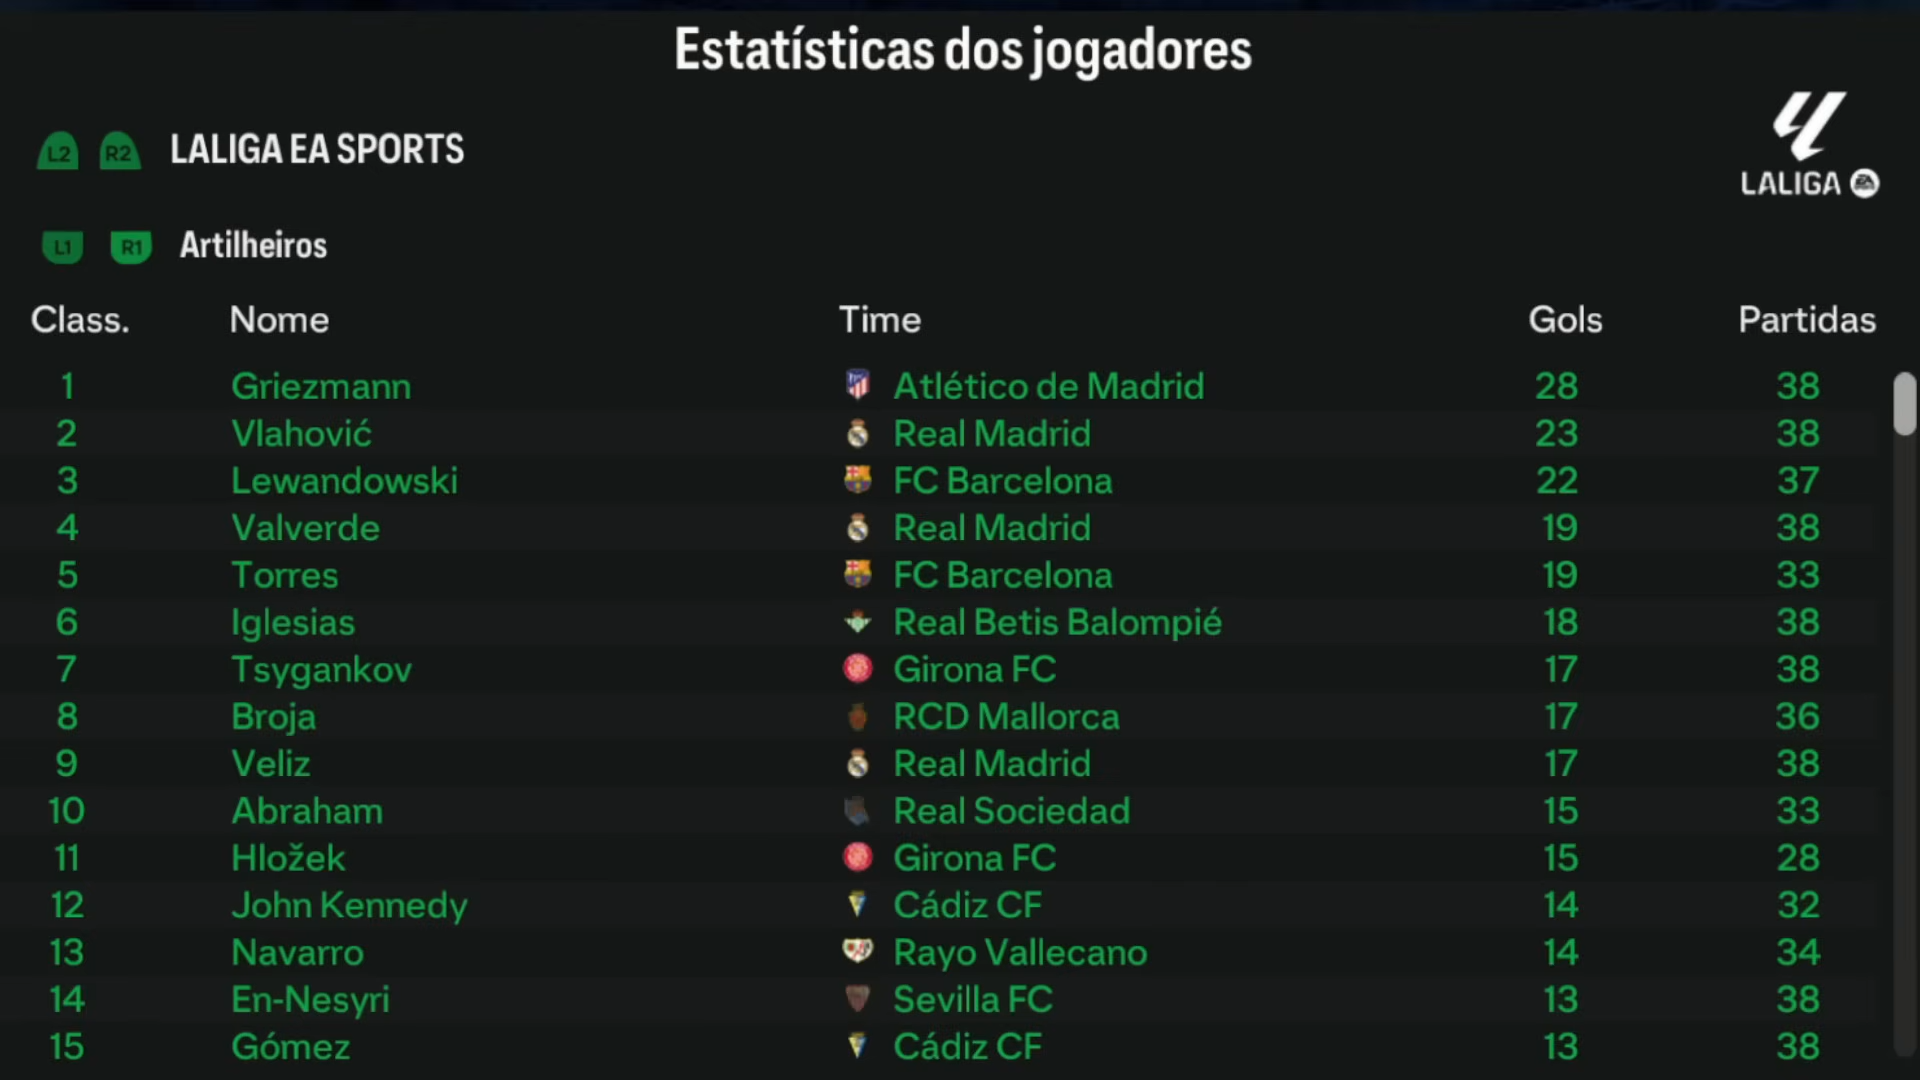 Estatísticas dos jogadores
L2 R2 LALIGA EA SPORTS
LALIGA
L1 R1 Artilheiros
Class. Nome Time Gols Partidas
1 Griezmann Atlético de Madrid 28 38
2 Vlahović Real Madrid 23 38
3 Lewandowski FC Barcelona 22 37
4 Valverde Real Madrid 19 38
5 Torres FC Barcelona 19 33
6 Iglesias Real Betis Balompié 18 38
7 Tsygankov Girona FC 17 38
8 Broja RCD Mallorca 17 36
9 Veliz Real Madrid 17 38
10 Abraham Real Sociedad 15 33
11 Hložek Girona FC 15 28
12 John Kennedy Cádiz CF 14 32
13 Navarro Rayo Vallecano 14 34
14 En-Nesyri Sevilla FC 13 38
15 Gómez Cádiz CF 13 38